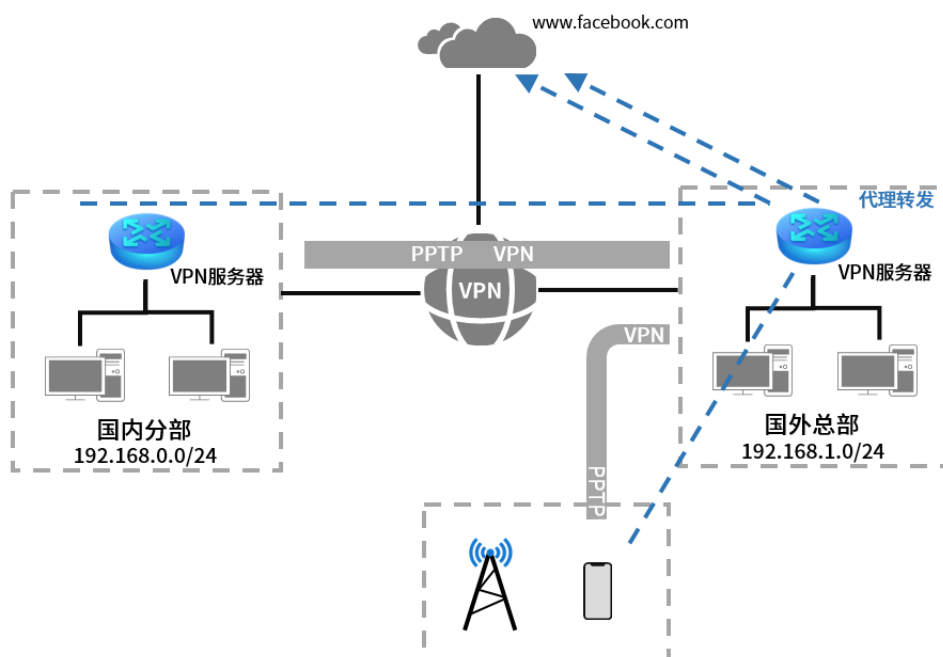 www.facebook.com
代理转发
PPTP VPN
VPN服务器
VPN
VPN服务器
VPN
PPTP
国内分部
192.168.0.0/24
国外总部
192.168.1.0/24